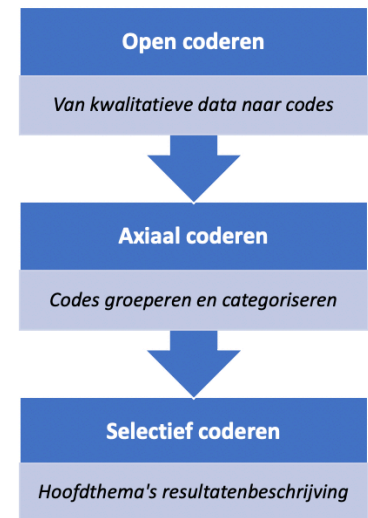 Open coderen
Van kwalitatieve data naar codes
Axiaal coderen
Codes groeperen en categoriseren
Selectief coderen
Hoofdthema's resultatenbeschrijving